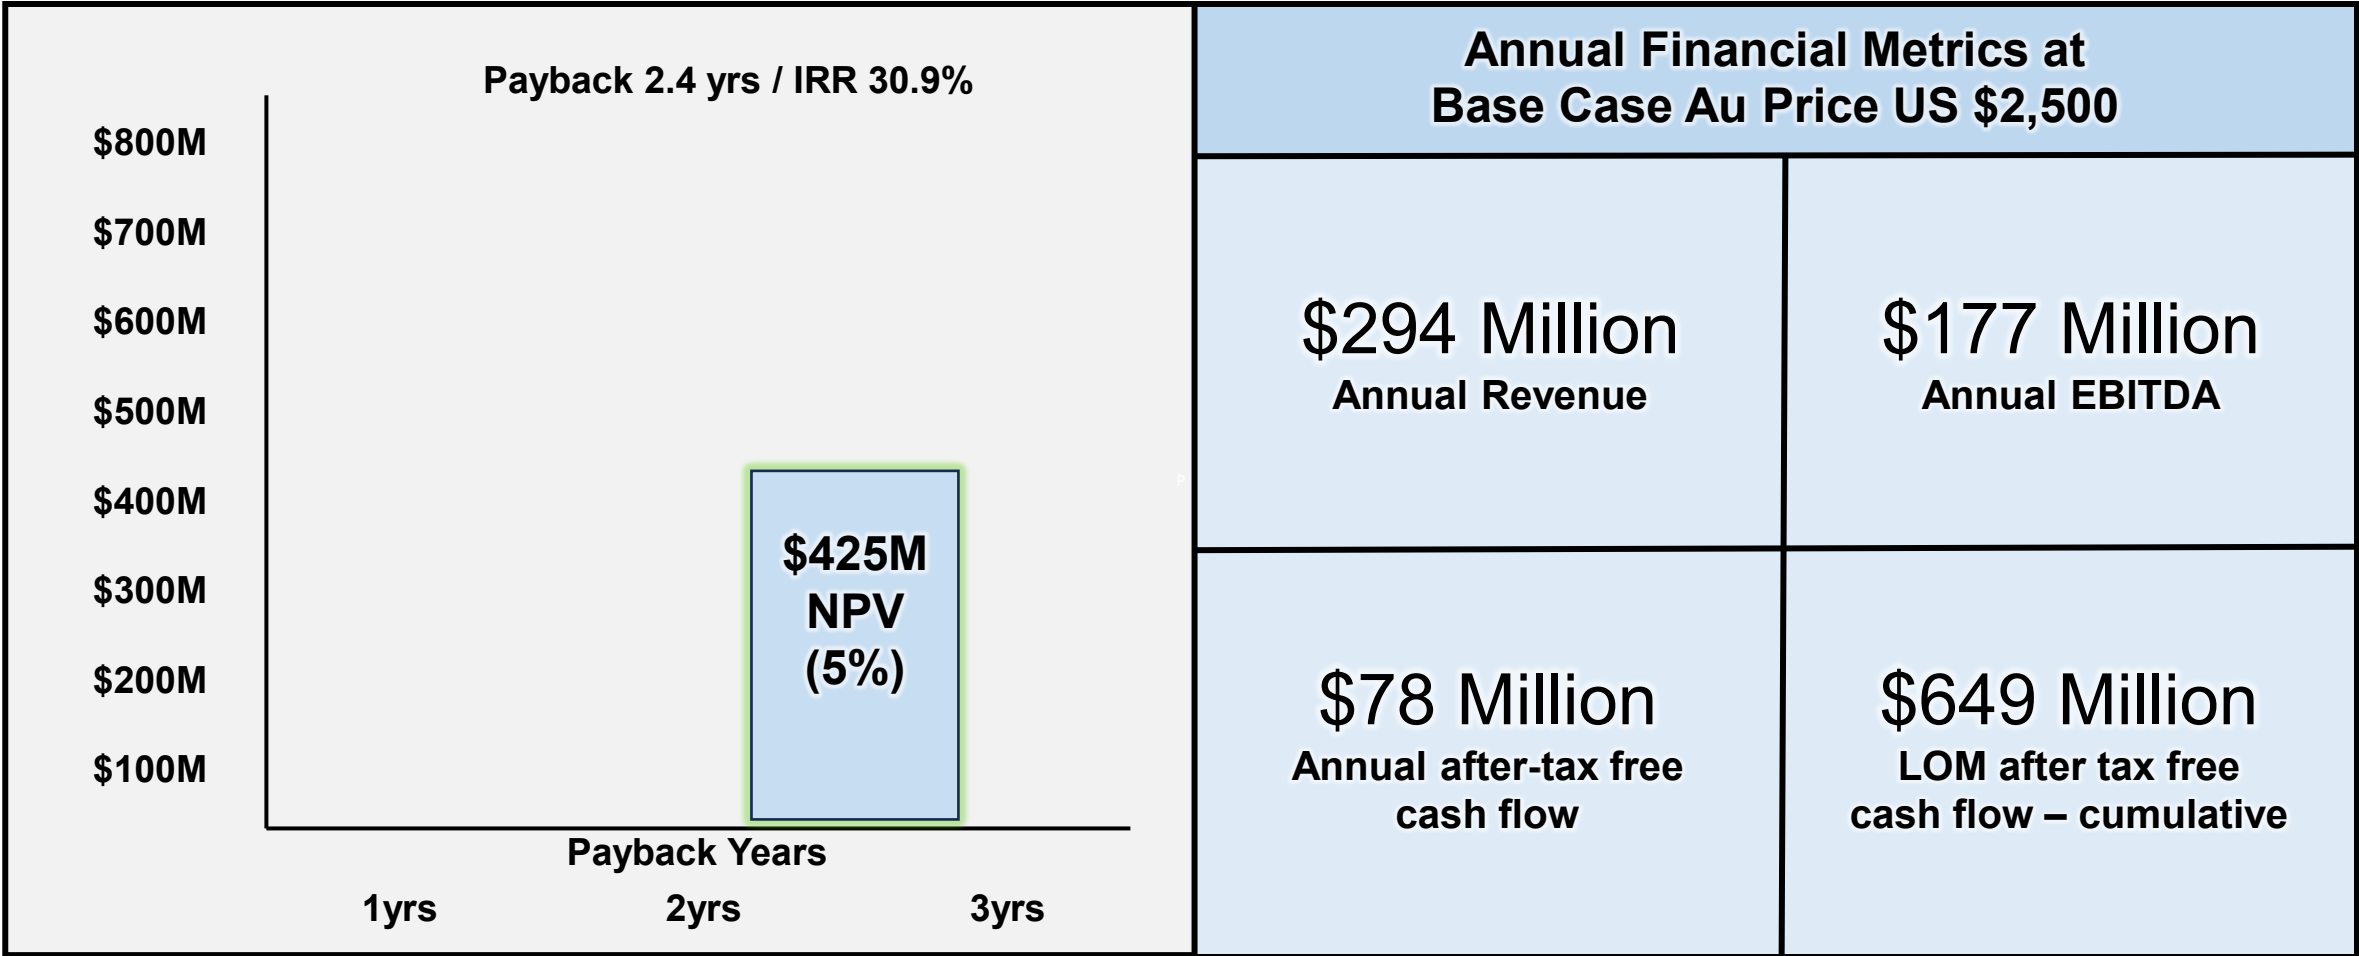 Payback 2.4 yrs / IRR 30.9%
$800M
$700M
$600M
$500M
$400M
$300M
$200M
$100M
$425M
NPV
(5%)
Payback Years
1yrs 2yrs 3yrs
P
Annual Financial Metrics at
Base Case Au Price US $2,500
$294 Million
Annual Revenue
$177 Million
Annual EBITDA
$78 Million
Annual after-tax free
cash flow
$649 Million
LOM after tax free
cash flow – cumulative